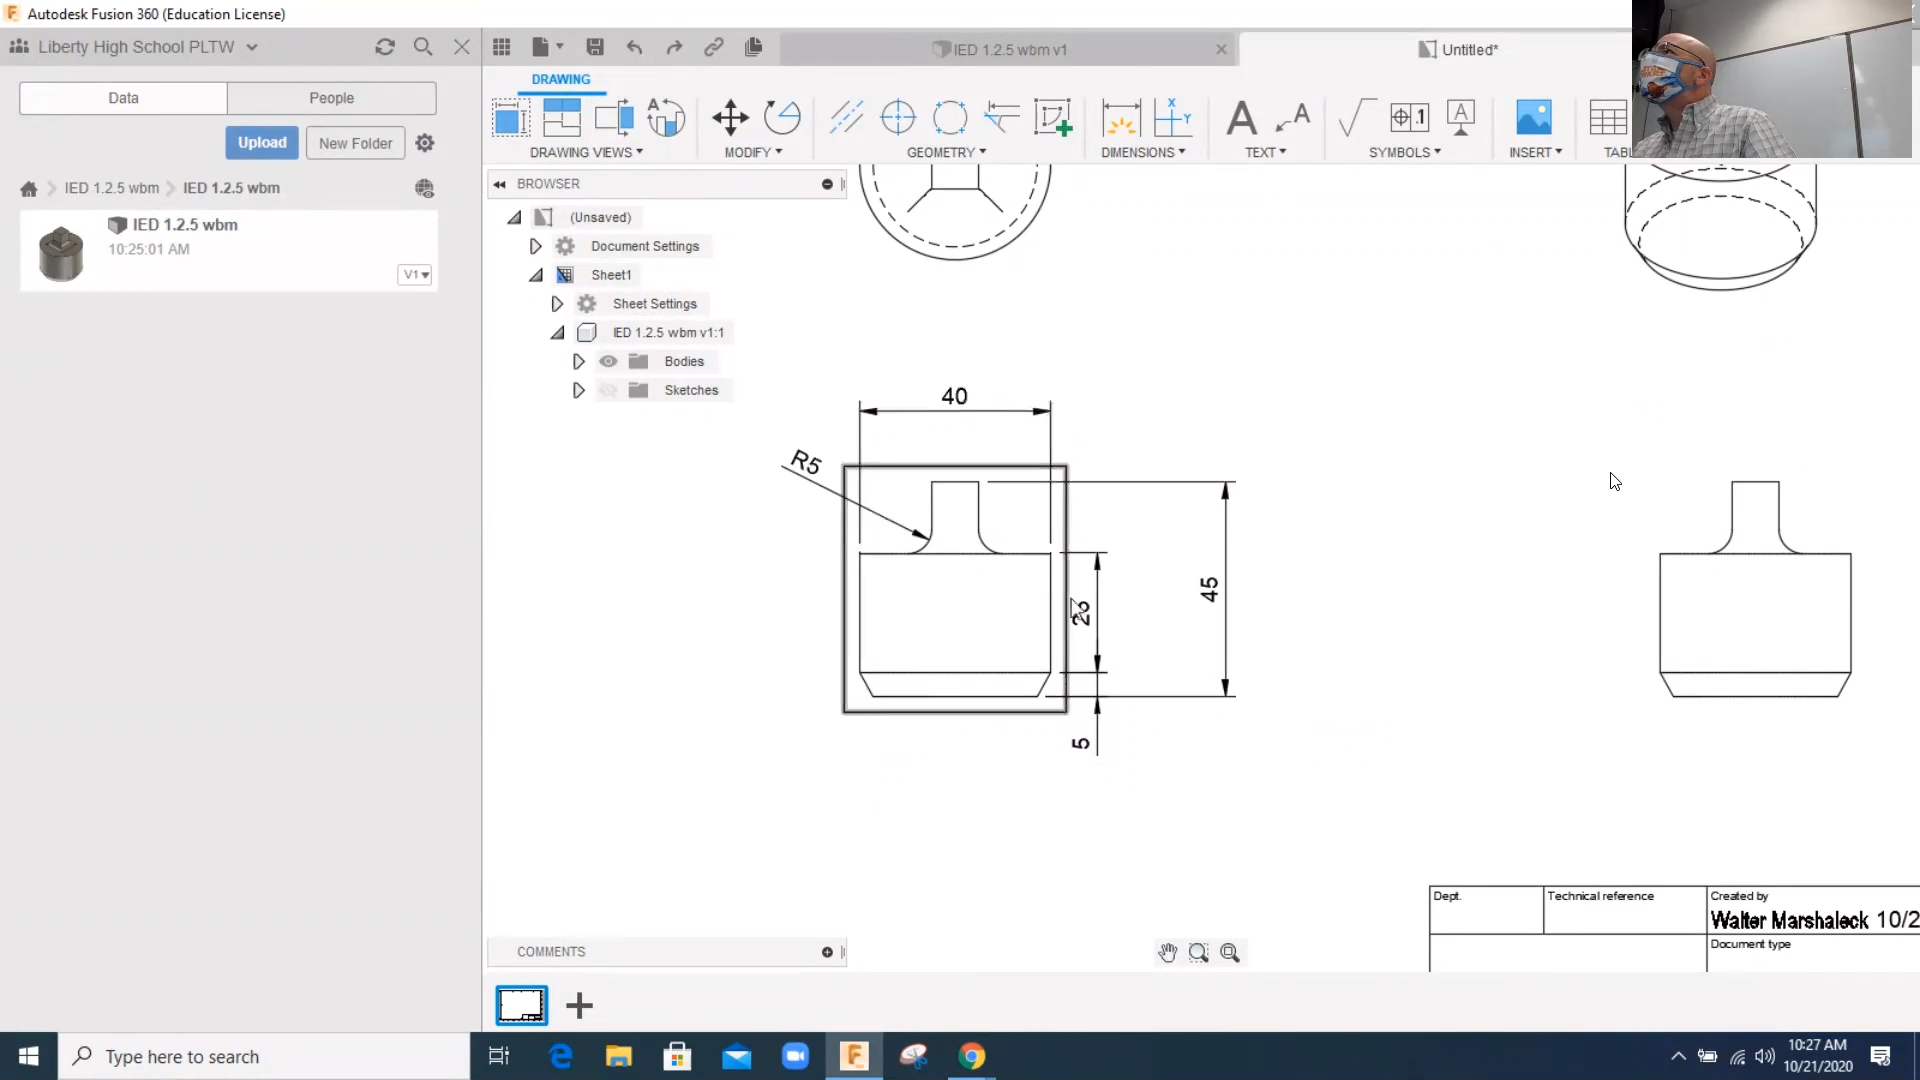 Autodesk Fusion 360 (Education License)
Liberty High School PLTW
IED 1.2.5 wbm v1
Untitled*
DRAWING
Data
People
Upload
New Folder
DRAWING VIEWS
MODIFY
GEOMETRY
DIMENSIONS
TEXT
SYMBOLS
INSERT
IED 1.2.5 wbm
IED 1.2.5 wbm
BROWSER
IED 1.2.5 wbm
10:25:01 AM
V1
(Unsaved)
Document Settings
Sheet1
Sheet Settings
IED 1.2.5 wbm v1:1
Bodies
Sketches
40
R5
45
5
Dept.
Technical reference
Created by
Walter Marshaleck 10/2
Document type
COMMENTS
Type here to search
10:27 AM
10/21/2020